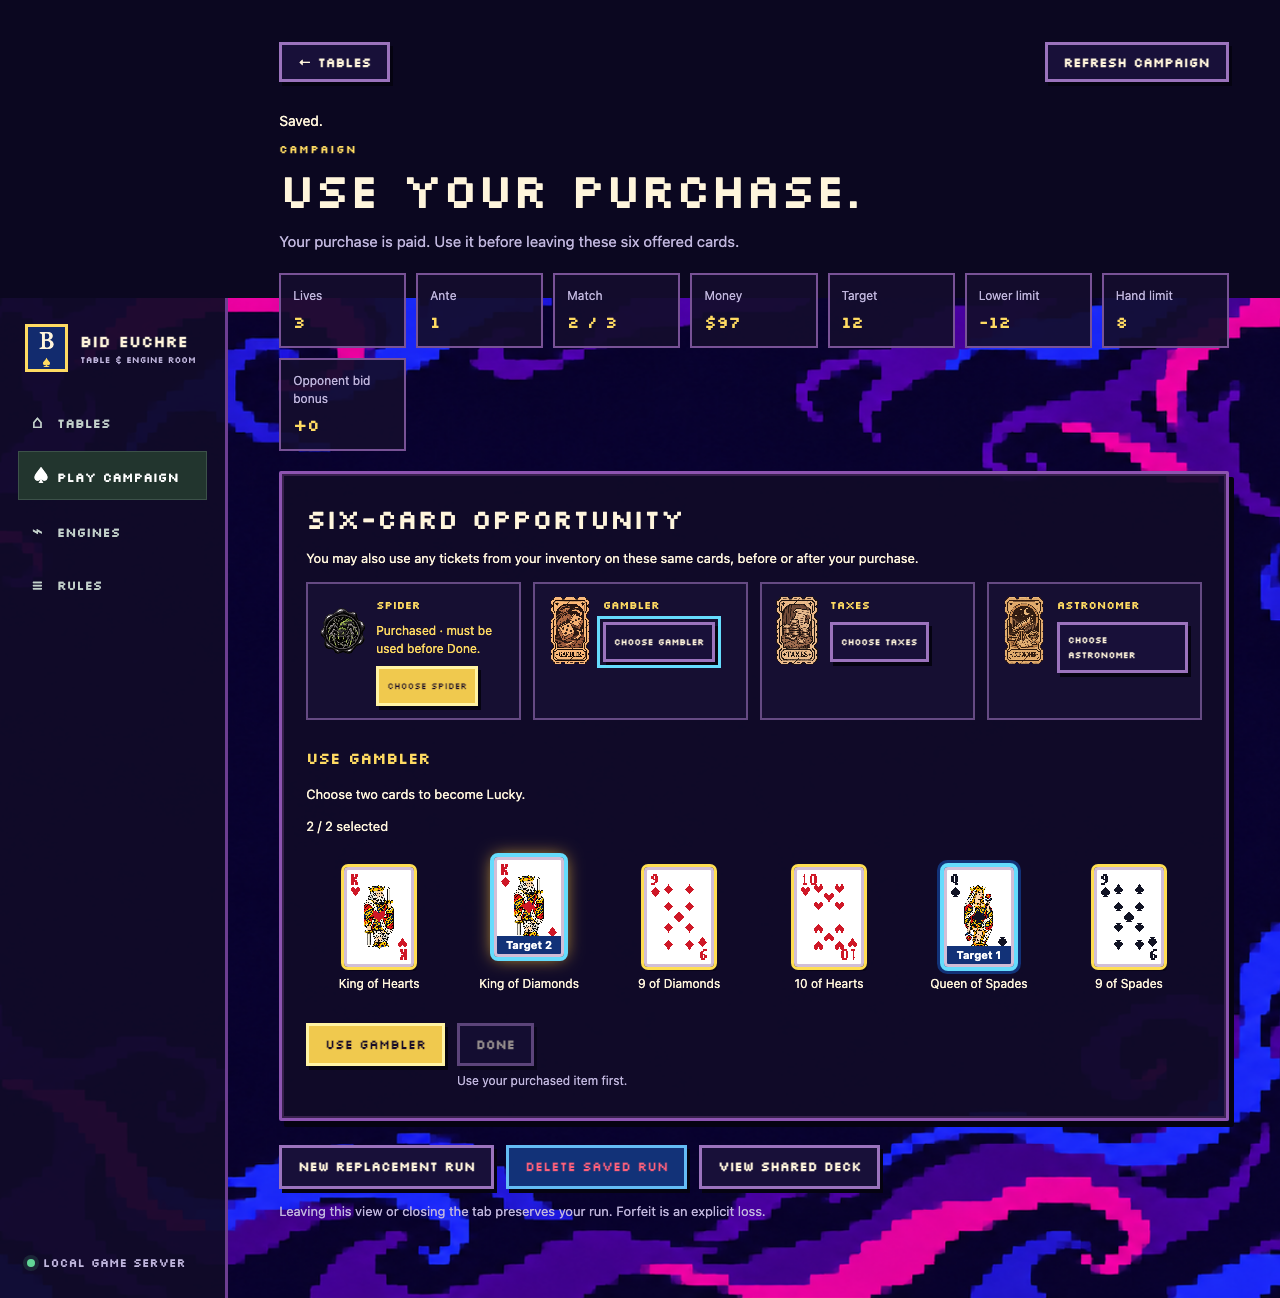 ← TABLES
REFRESH CAMPAIGN
Saved.
CAMPAIGN
USE YOUR PURCHASE.
Your purchase is paid. Use it before leaving these six offered cards.
Lives
3
Ante
1
Match
2 / 3
Money
$97
Target
12
Lower limit
-12
Hand limit
8
Opponent bid
bonus
+0
B
BID EUCHRE
TABLE & ENGINE ROOM
TABLES
PLAY CAMPAIGN
ENGINES
RULES
LOCAL GAME SERVER
SIX-CARD OPPORTUNITY
You may also use any tickets from your inventory on these same cards, before or after your purchase.
SPIDER
Purchased · must be
used before Done.
CHOOSE SPIDER
GAMBLER
CHOOSE GAMBLER
TAXES
CHOOSE TAXES
ASTRONOMER
CHOOSE
ASTRONOMER
USE GAMBLER
Choose two cards to become Lucky.
2 / 2 selected
K
K
King of Hearts
K
Target 2
King of Diamonds
9
9
9 of Diamonds
10
10
10 of Hearts
Q
Target 1
Queen of Spades
9
9
9 of Spades
USE GAMBLER
DONE
Use your purchased item first.
NEW REPLACEMENT RUN
DELETE SAVED RUN
VIEW SHARED DECK
Leaving this view or closing the tab preserves your run. Forfeit is an explicit loss.